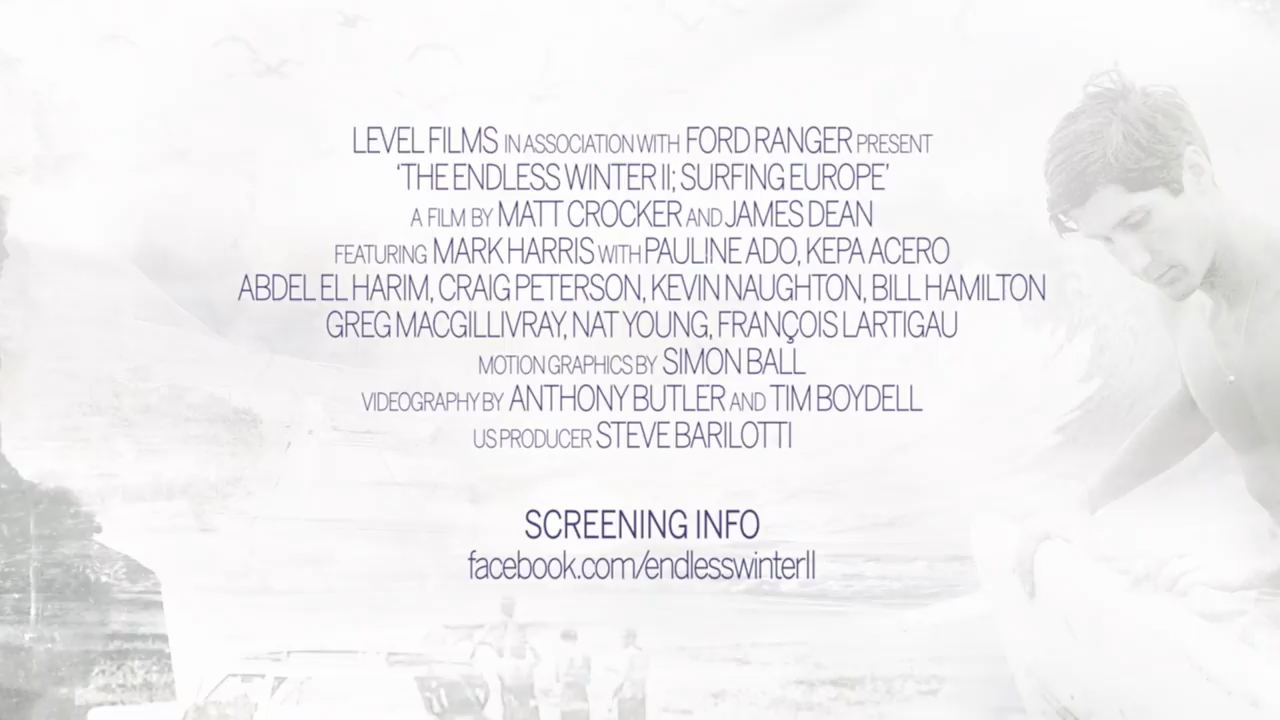 LEVEL FILMS IN ASSOCIATION WITH FORD RANGER PRESENT
'THE ENDLESS WINTER II; SURFING EUROPE'
A FILM BY MATT CROCKER AND JAMES DEAN
FEATURING MARK HARRIS WITH PAULINE ADO, KEPA ACERO
ABDEL EL HARIM, CRAIG PETERSON, KEVIN NAUGHTON, BILL HAMILTON
GREG MACGILLIVRAY, NAT YOUNG, FRANÇOIS LARTIGAU
MOTION GRAPHICS BY SIMON BALL
VIDEOGRAPHY BY ANTHONY BUTLER AND TIM BOYDELL
US PRODUCER STEVE BARILOTTI
SCREENING INFO
facebook.com/endlesswinterII